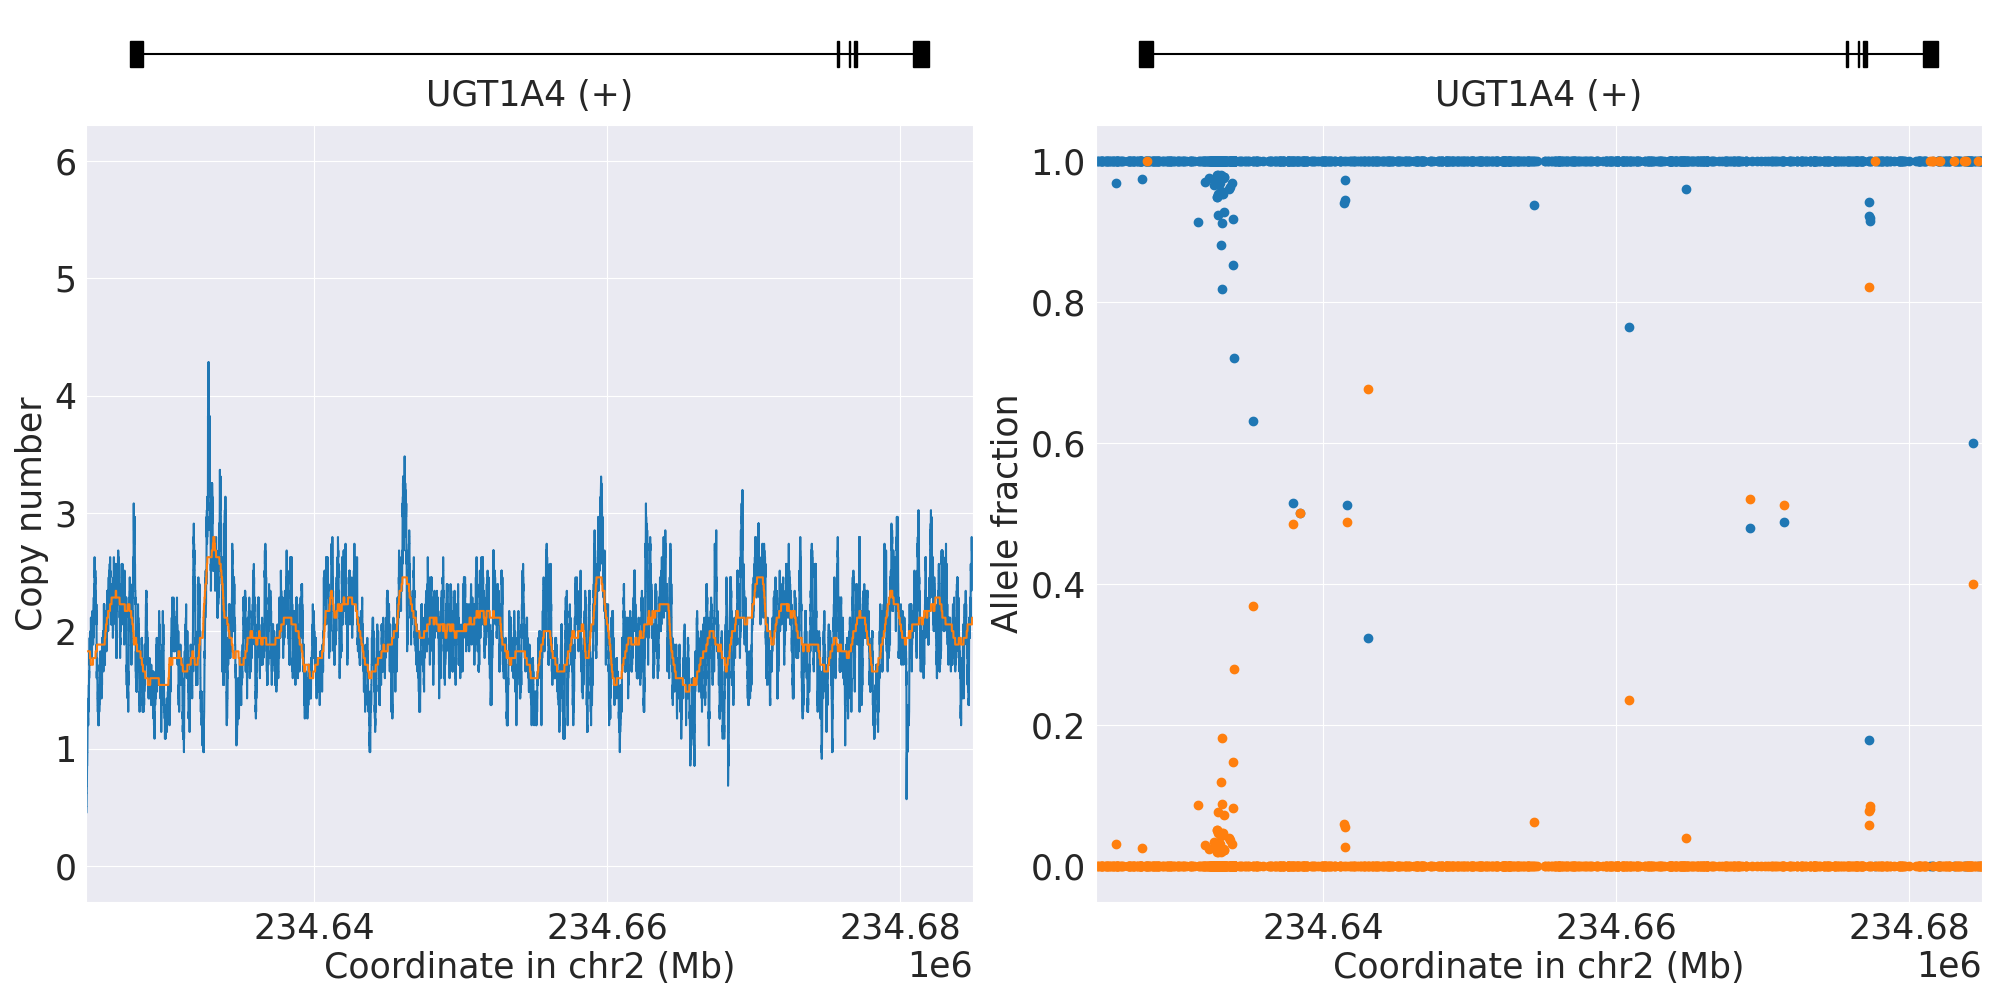 UGT1A4 (+)
6
5
4
3
2
1
0
Copy number
234.64 234.66 234.68
Coordinate in chr2 (Mb)
1e6
UGT1A4 (+)
1.0
0.8
0.6
0.4
0.2
0.0
Allele fraction
234.64 234.66 234.68
Coordinate in chr2 (Mb)
1e6